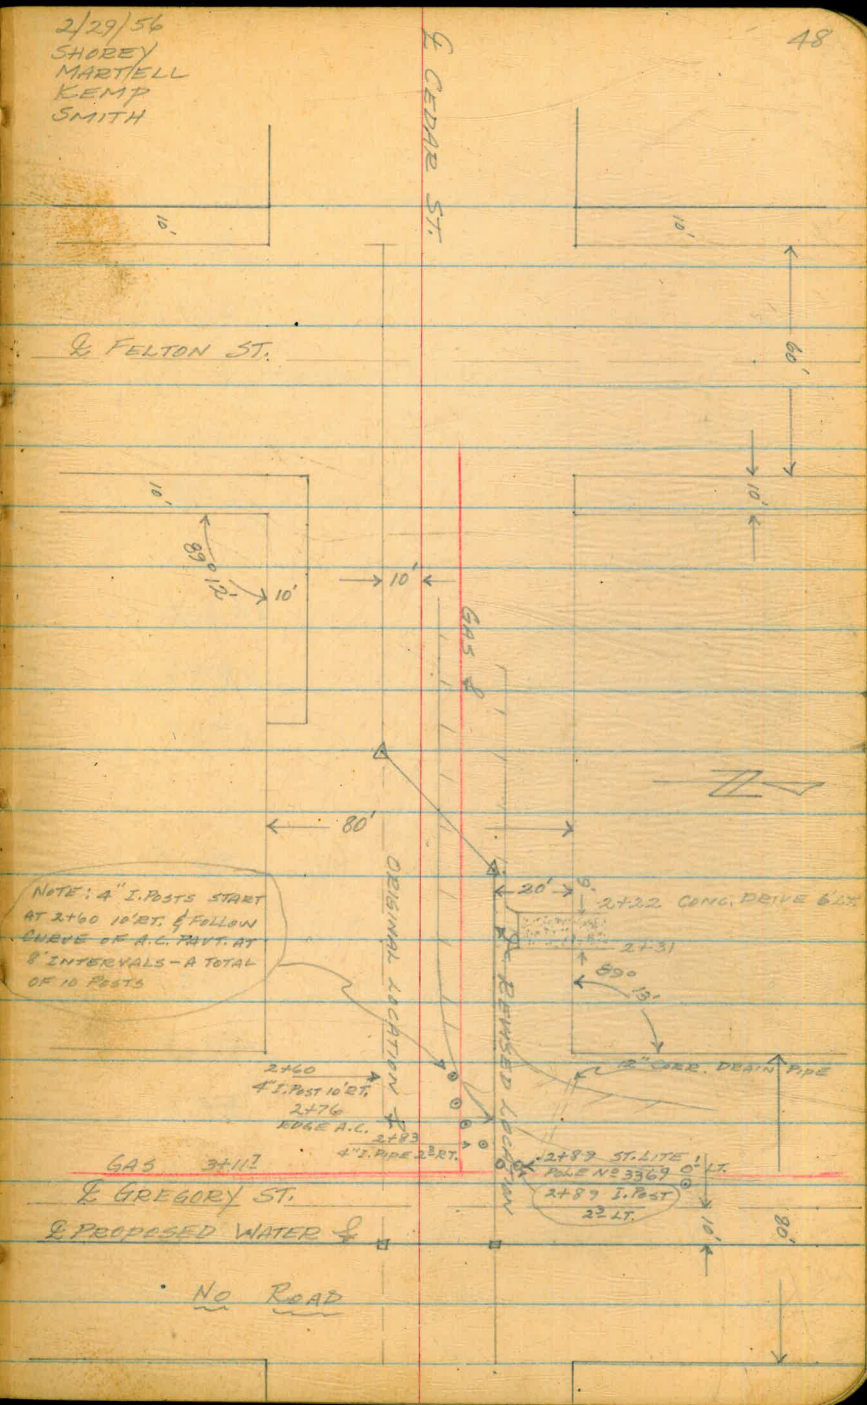 2/29/56
SHOREY
MARTELL
KEMP
SMITH
48
℄ CEDAR ST.
10'
10'
℄ FELTON ST.
60'
10'
10'
89° 12'
10'
10'
GAS ℄
80'
ORIGINAL LOCATION ℄
20'
9'
2+22 CONC. DRIVE 6' LT.
2+31
℄ REVISED LOCATION
89° 13'
NOTE: 4" I. POSTS START
AT 2+60 10' RT. & FOLLOW
CURVE OF A.C. PAVT. AT
8' INTERVALS - A TOTAL
OF 10 POSTS
12" CORR. DRAIN PIPE
2+60
4" I. POST 10' RT.
2+76
EDGE A.C.
2+83
4" I. PIPE 2² RT.
2+89 ST. LITE
POLE Nº 3369 0' LT.
2+89 I. POST
2² LT.
GAS 3+11²
℄ GREGORY ST.
℄ PROPOSED WATER ℄
10'
80'
NO ROAD